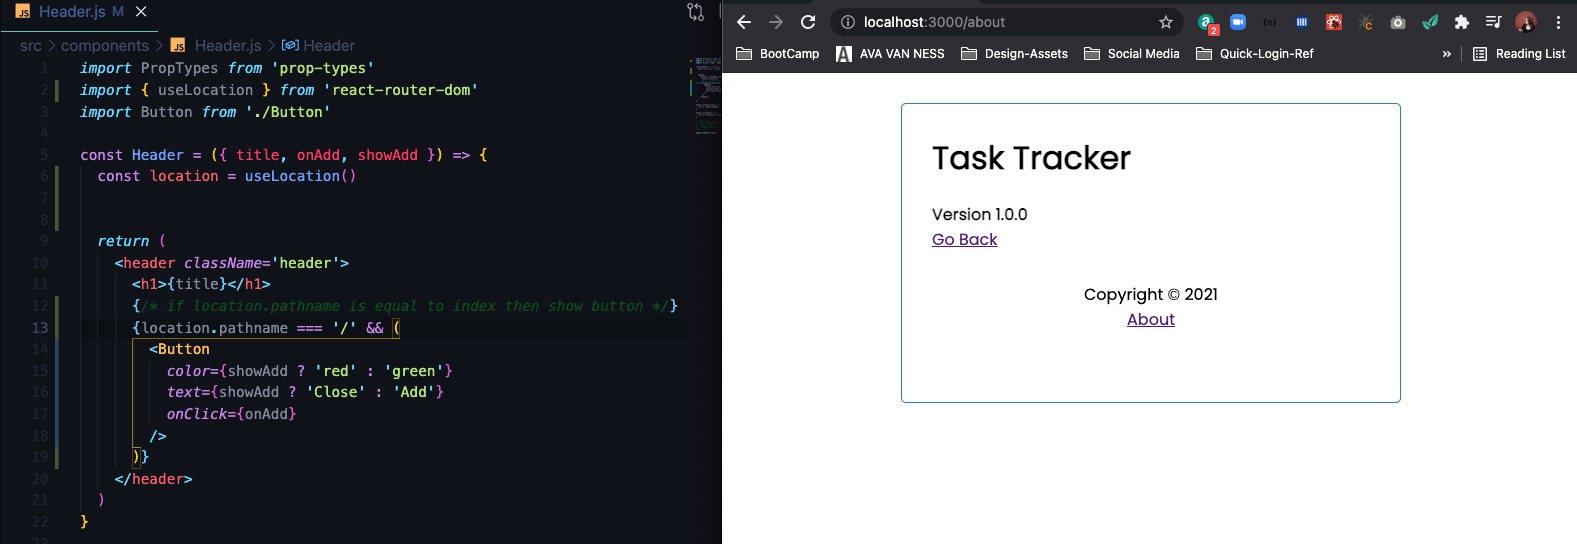 Header.js M
src > components > Header.js > Header
1 import PropTypes from 'prop-types'
2 import { useLocation } from 'react-router-dom'
3 import Button from './Button'
4
5 const Header = ({ title, onAdd, showAdd }) => {
6 const location = useLocation()
7
8
9 return (
10 <header className='header'>
11 <h1>{title}</h1>
12 {/* if location.pathname is equal to index then show button */}
13 {location.pathname === '/' && (
14 <Button
15 color={showAdd ? 'red' : 'green'}
16 text={showAdd ? 'Close' : 'Add'}
17 onClick={onAdd}
18 />
19 )}
20 </header>
21 )
22 }
23
localhost:3000/about
2
BootCamp AVA VAN NESS Design-Assets Social Media Quick-Login-Ref » Reading List
Task Tracker
Version 1.0.0
Go Back
Copyright © 2021
About